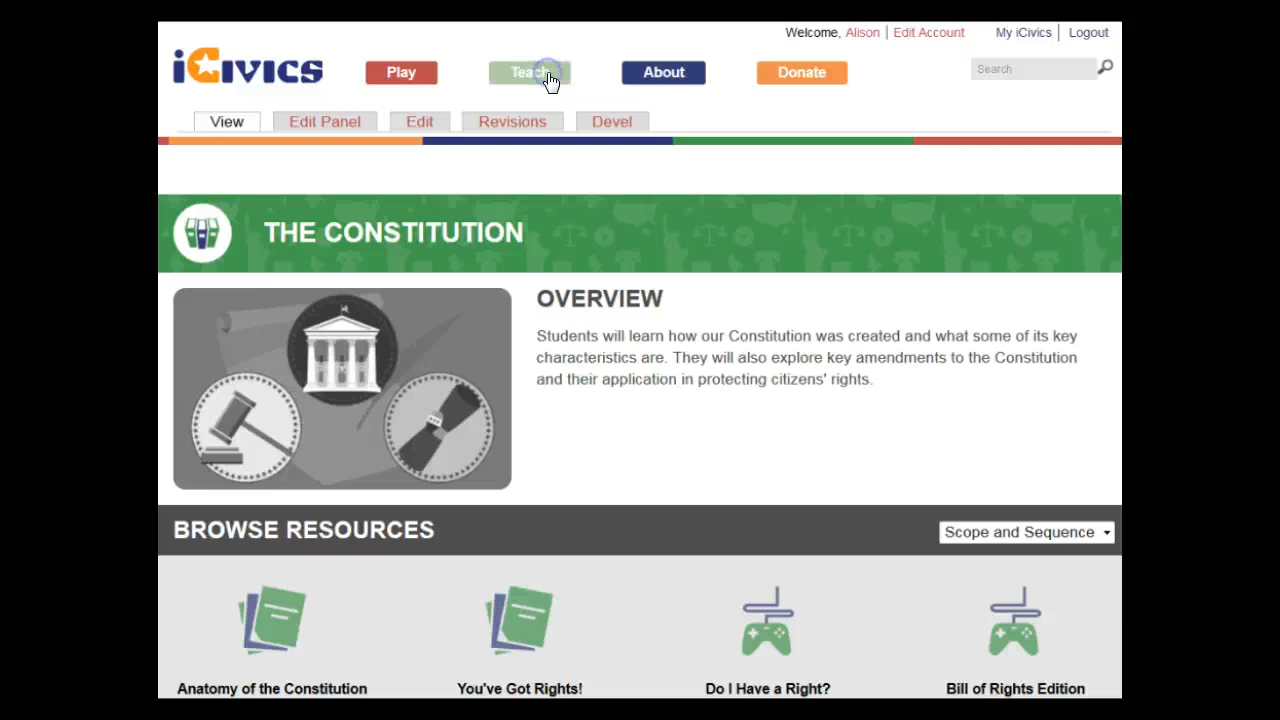 Welcome, Alison | Edit Account My iCivics | Logout
iCIVICS
Play
Teach
About
Donate
Search
View
Edit Panel
Edit
Revisions
Devel
THE CONSTITUTION
OVERVIEW
Students will learn how our Constitution was created and what some of its key
characteristics are. They will also explore key amendments to the Constitution
and their application in protecting citizens' rights.
BROWSE RESOURCES
Scope and Sequence
Anatomy of the Constitution
You've Got Rights!
Do I Have a Right?
Bill of Rights Edition